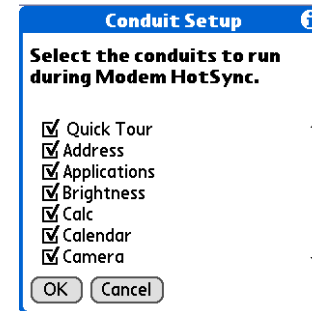 Conduit Setup
Select the conduits to run
during Modem HotSync.
Quick Tour
Address
Applications
Brightness
Calc
Calendar
Camera
OK Cancel